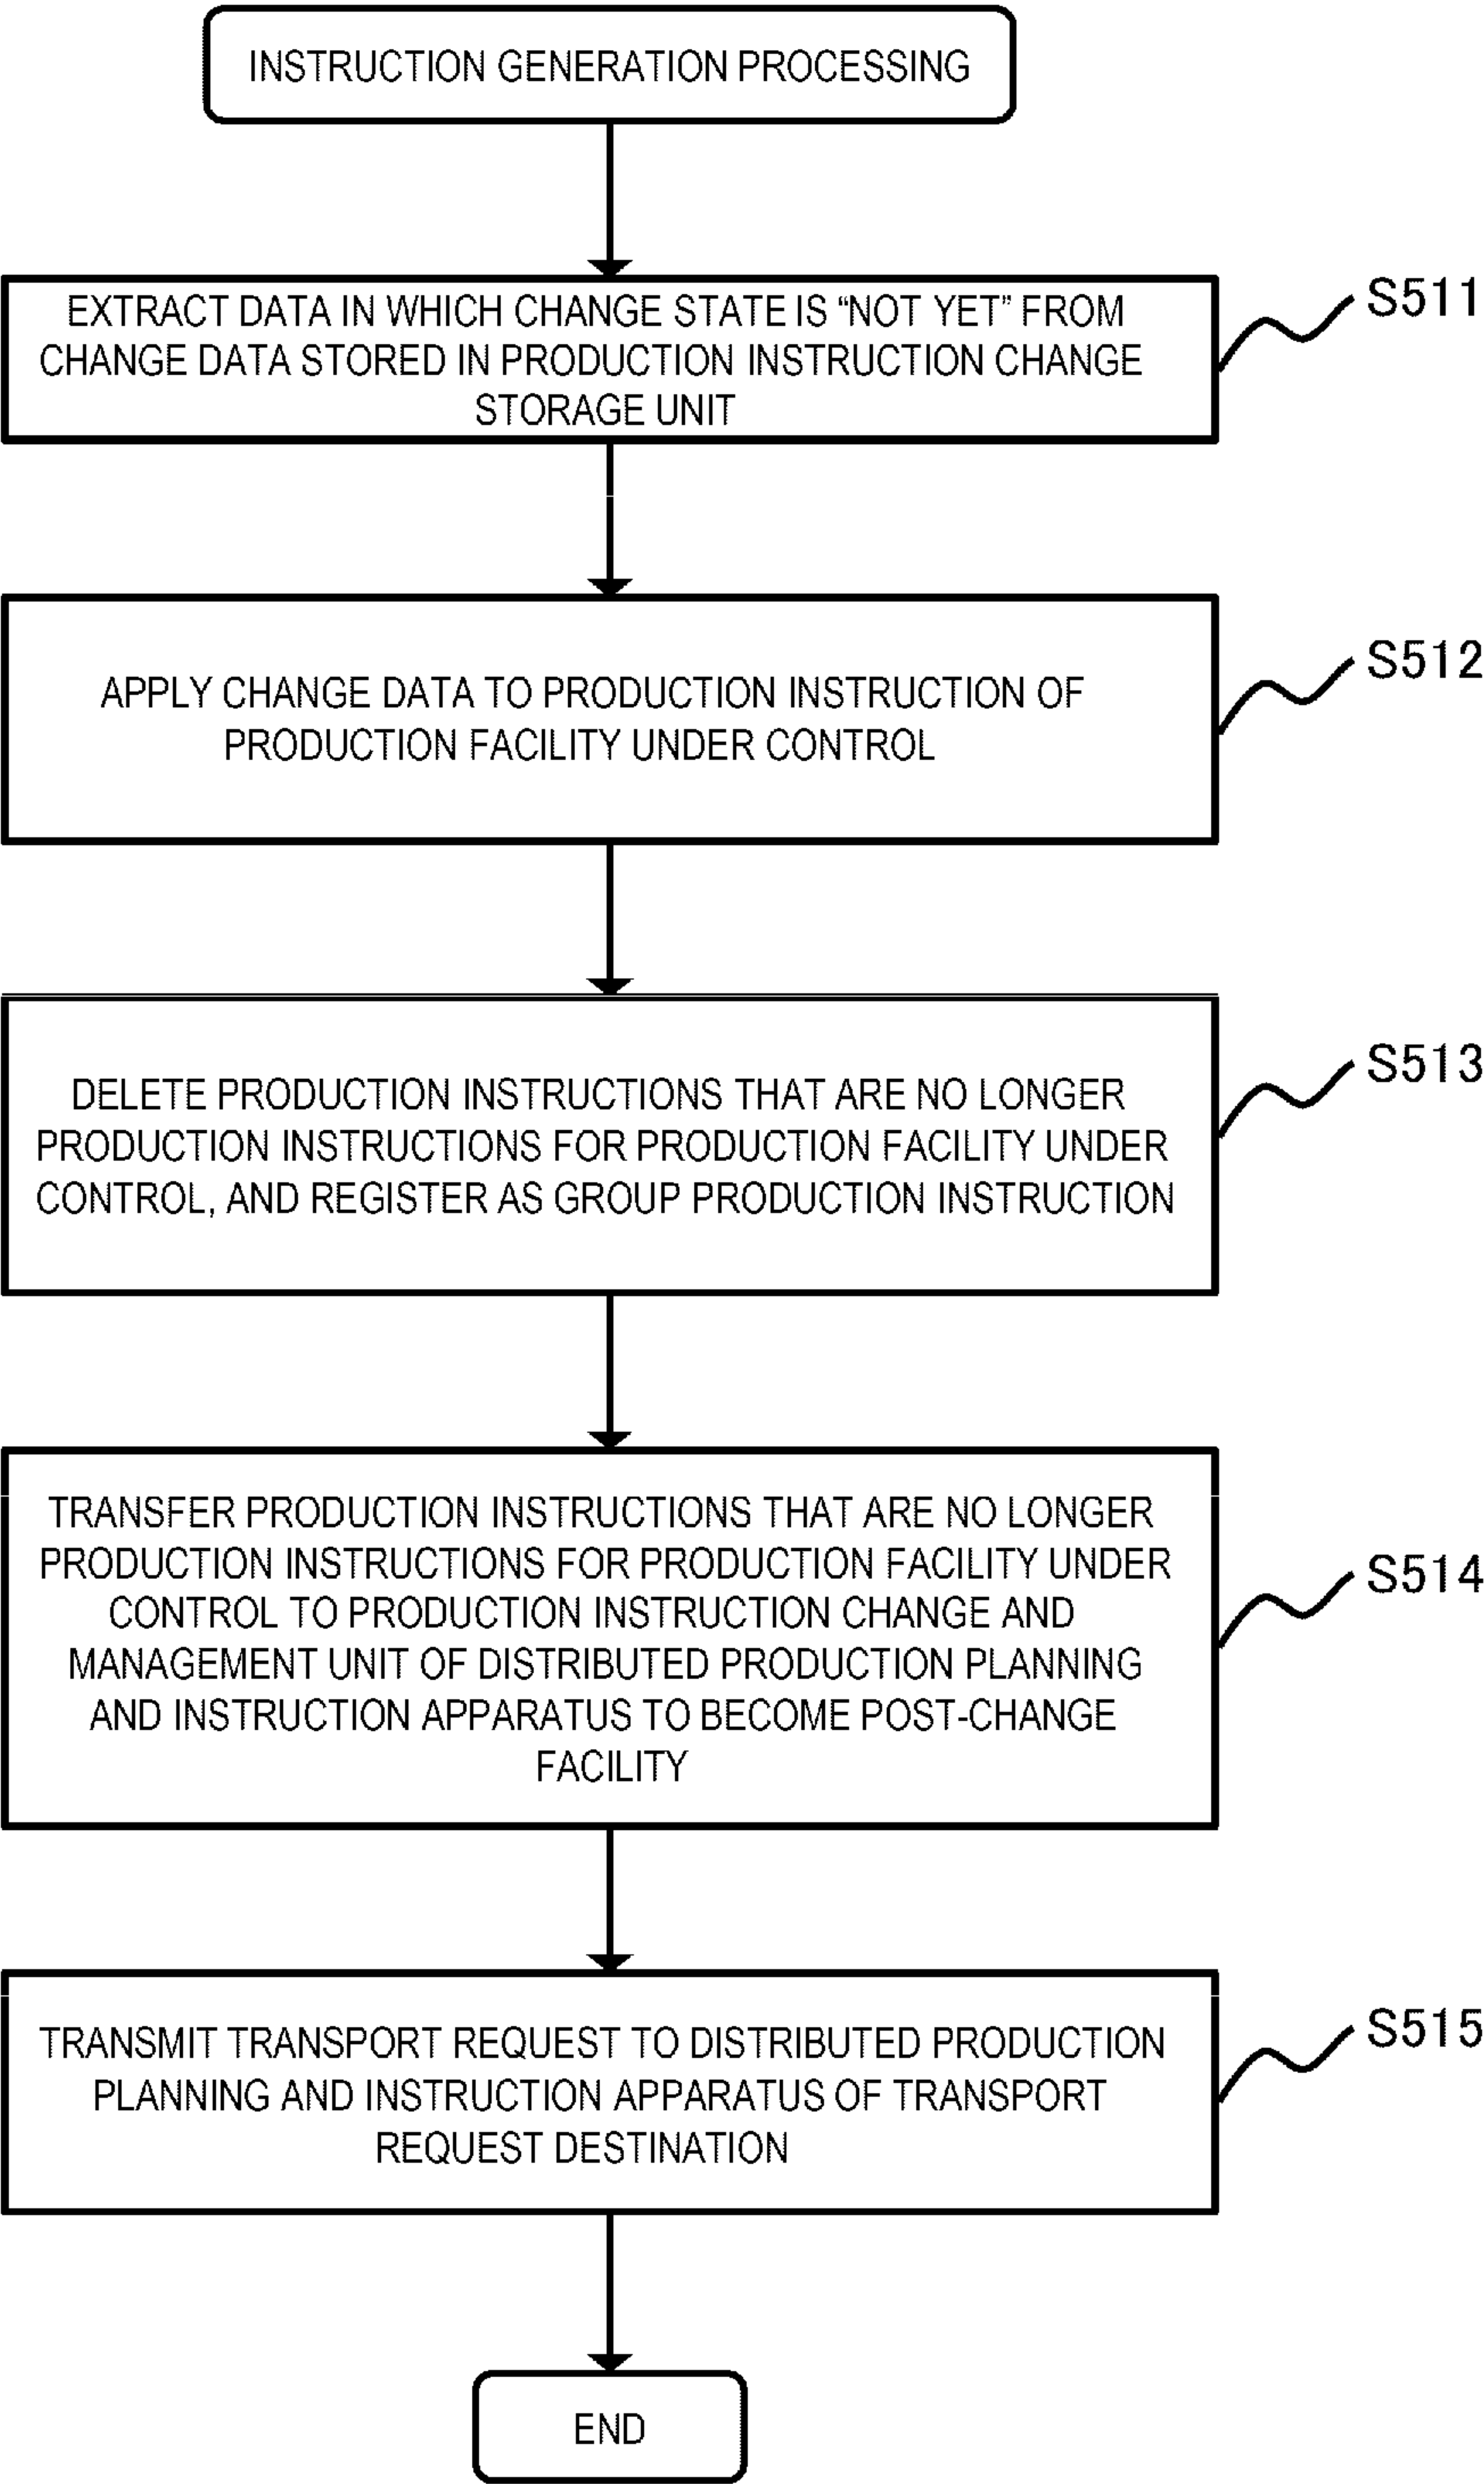 INSTRUCTION GENERATION PROCESSING
EXTRACT DATA IN WHICH CHANGE STATE IS “NOT YET” FROM
CHANGE DATA STORED IN PRODUCTION INSTRUCTION CHANGE
STORAGE UNIT
S511
APPLY CHANGE DATA TO PRODUCTION INSTRUCTION OF
PRODUCTION FACILITY UNDER CONTROL
S512
DELETE PRODUCTION INSTRUCTIONS THAT ARE NO LONGER
PRODUCTION INSTRUCTIONS FOR PRODUCTION FACILITY UNDER
CONTROL, AND REGISTER AS GROUP PRODUCTION INSTRUCTION
S513
TRANSFER PRODUCTION INSTRUCTIONS THAT ARE NO LONGER
PRODUCTION INSTRUCTIONS FOR PRODUCTION FACILITY UNDER
CONTROL TO PRODUCTION INSTRUCTION CHANGE AND
MANAGEMENT UNIT OF DISTRIBUTED PRODUCTION PLANNING
AND INSTRUCTION APPARATUS TO BECOME POST-CHANGE
FACILITY
S514
TRANSMIT TRANSPORT REQUEST TO DISTRIBUTED PRODUCTION
PLANNING AND INSTRUCTION APPARATUS OF TRANSPORT
REQUEST DESTINATION
S515
END